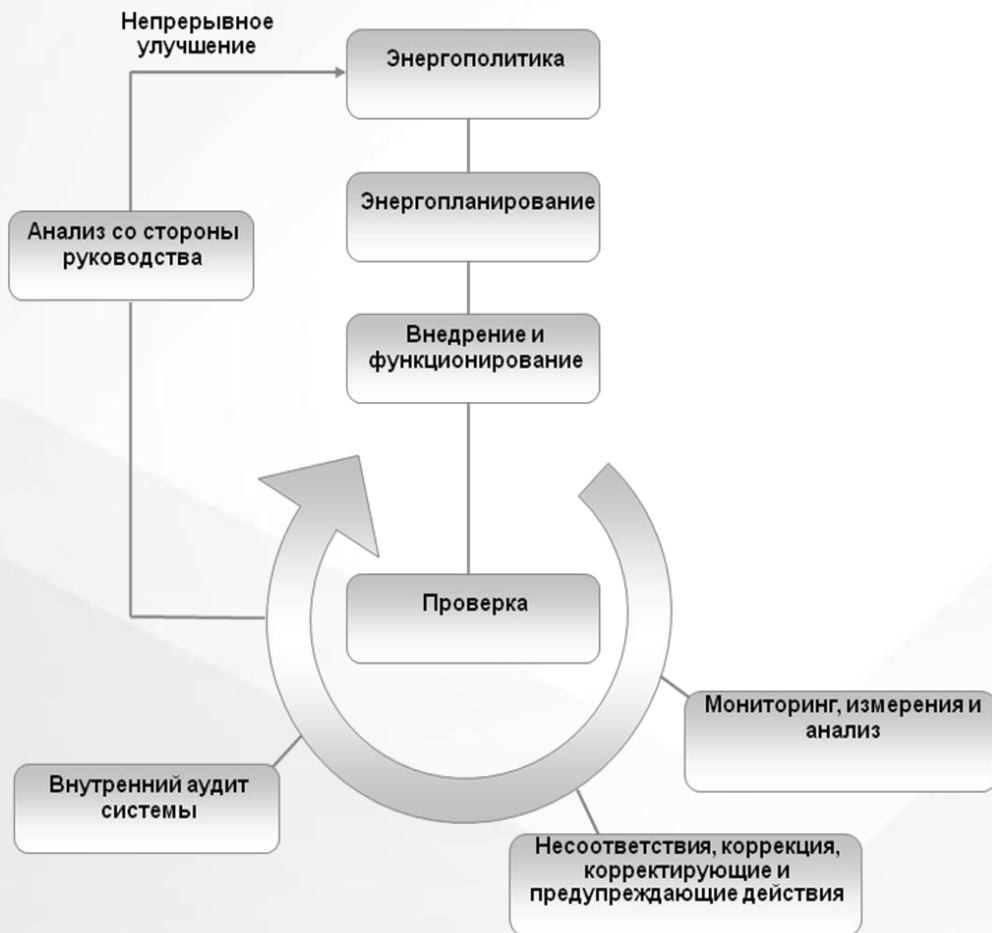 Непрерывное
улучшение
Энергополитика
Энергопланирование
Анализ со стороны
руководства
Внедрение и
функционирование
Проверка
Мониторинг, измерения и
анализ
Внутренний аудит
системы
Несоответствия, коррекция,
корректирующие и
предупреждающие действия